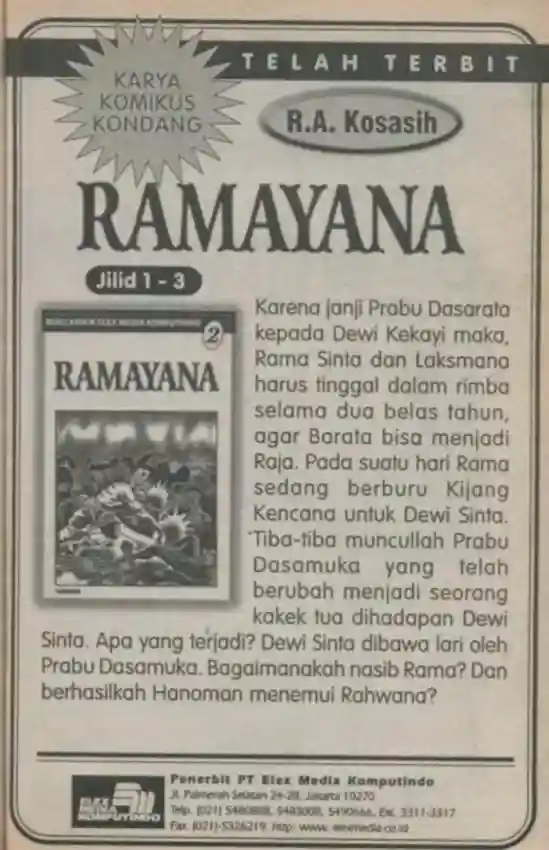 TELAH TERBIT
KARYA
KOMIKUS
KONDANG
R.A. Kosasih
RAMAYANA
Jilid 1 - 3
2
RAMAYANA
Karena janji Prabu Dasarata
kepada Dewi Kekayi maka,
Rama Sinta dan Laksmana
harus tinggal dalam rimba
selama dua belas tahun,
agar Barata bisa menjadi
Raja. Pada suatu hari Rama
sedang berburu Kijang
Kencana untuk Dewi Sinta.
Tiba-tiba muncullah Prabu
Dasamuka yang telah
berubah menjadi seorang
kakek tua dihadapan Dewi
Sinta. Apa yang terjadi? Dewi Sinta dibawa lari oleh
Prabu Dasamuka. Bagaimanakah nasib Rama? Dan
berhasilkah Hanoman menemui Rahwana?
ELEX
MEDIA
KOMPUTINDO
Penerbit PT Elex Media Komputindo
Jl. Palmerah Selatan 24-28, Jakarta 10270
Telp. (021) 5480888, 5483008, 5490666, Ext. 3311-3317
Fax. (021)-5326219, http: www. elexmedia.co.id